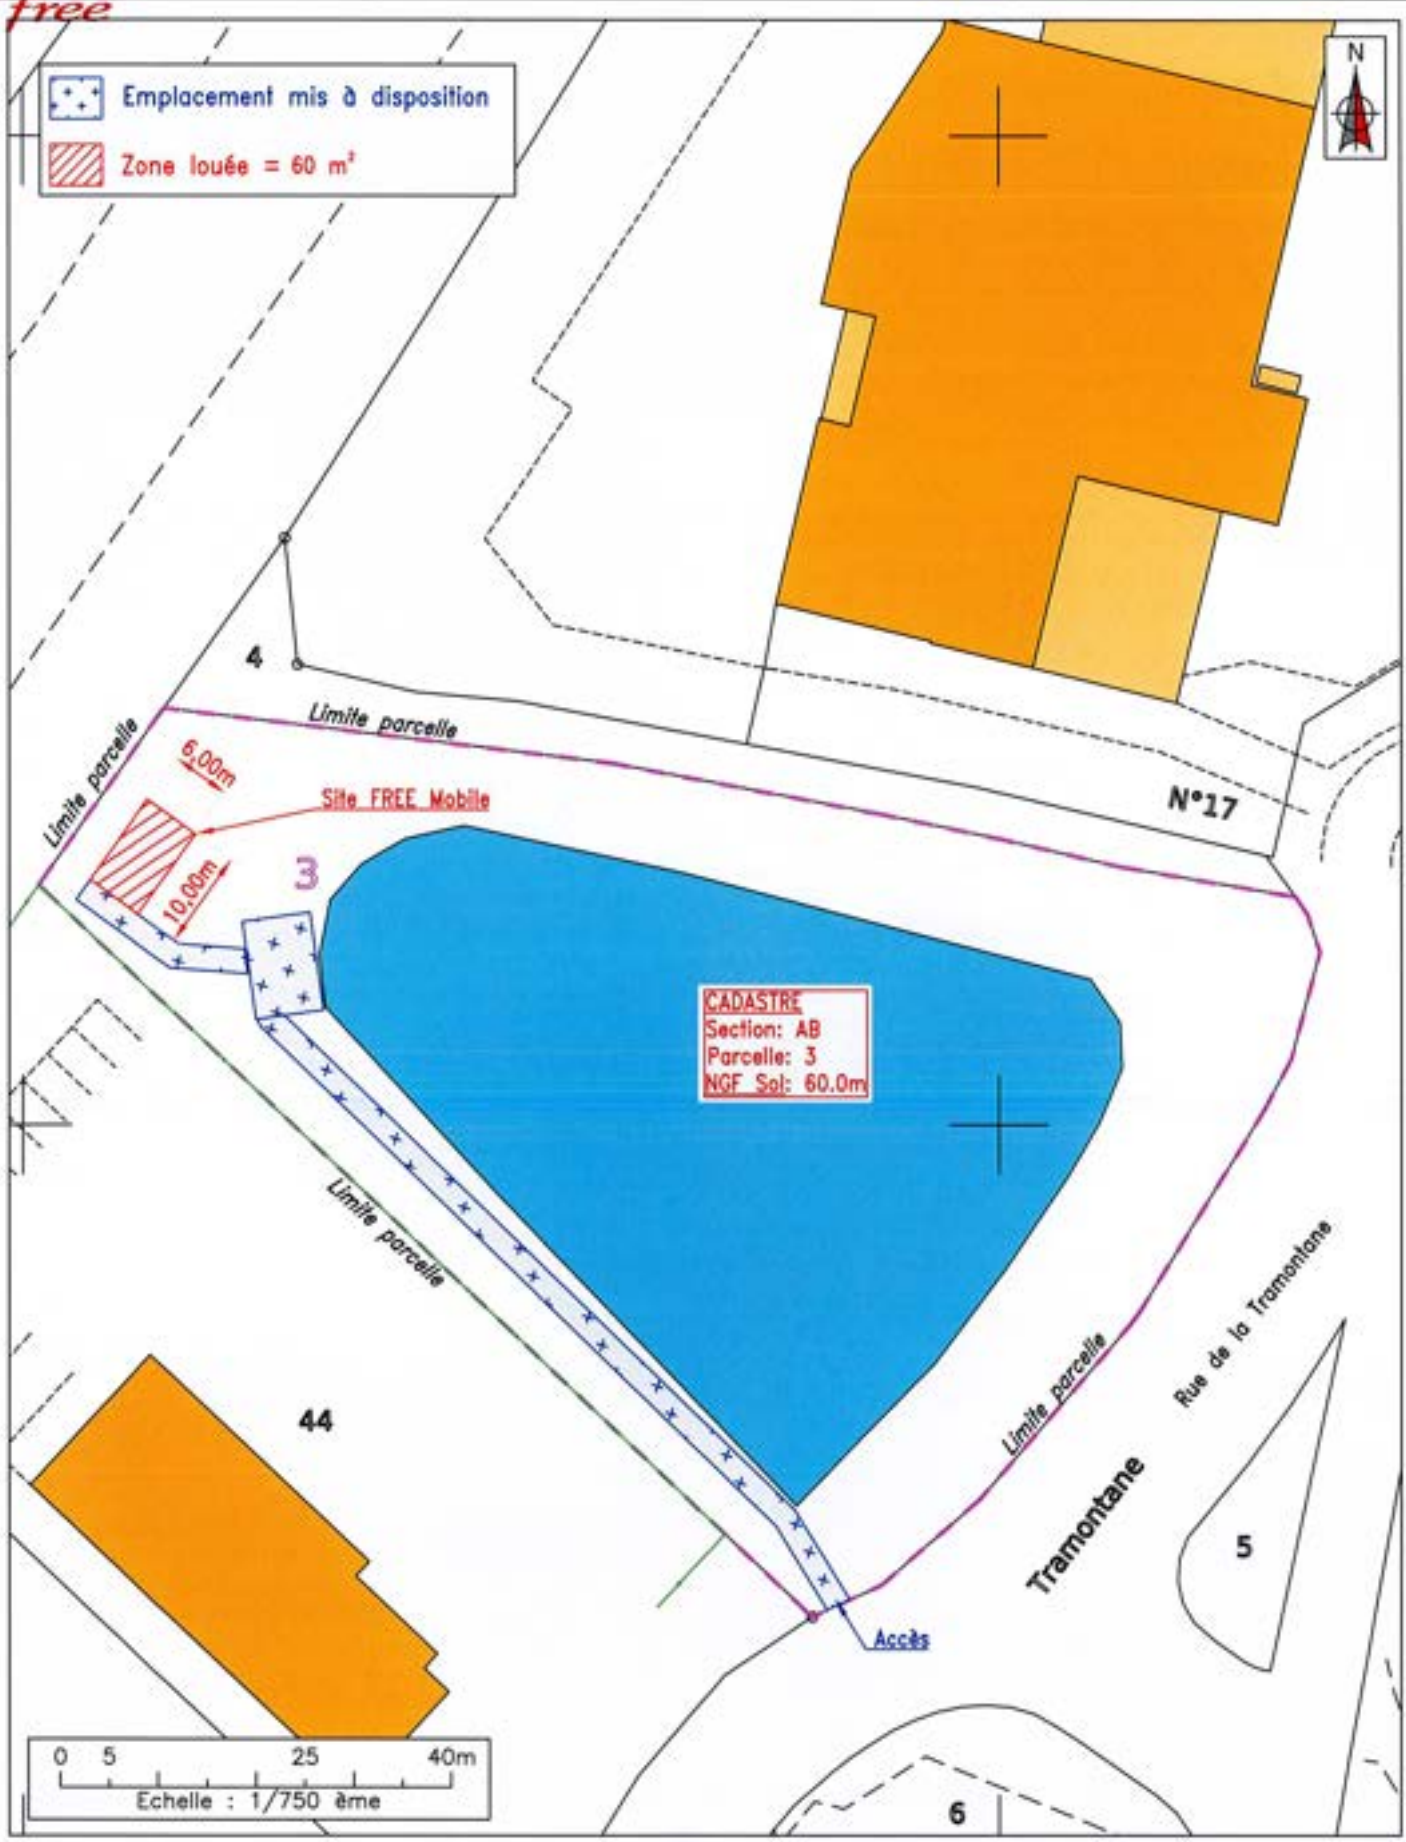 free
N
Emplacement mis à disposition
Zone louée = 60 m²
4
Limite parcelle
Limite parcelle
6,00m
Site FREE Mobile
N°17
3
10,00m
CADASTRE
Section: AB
Parcelle: 3
NGF Sol: 60.0m
Limite parcelle
Rue de la Tramontane
Limite parcelle
44
Tramontane
5
Accès
0 5 25 40m
Echelle : 1/750 ème
6